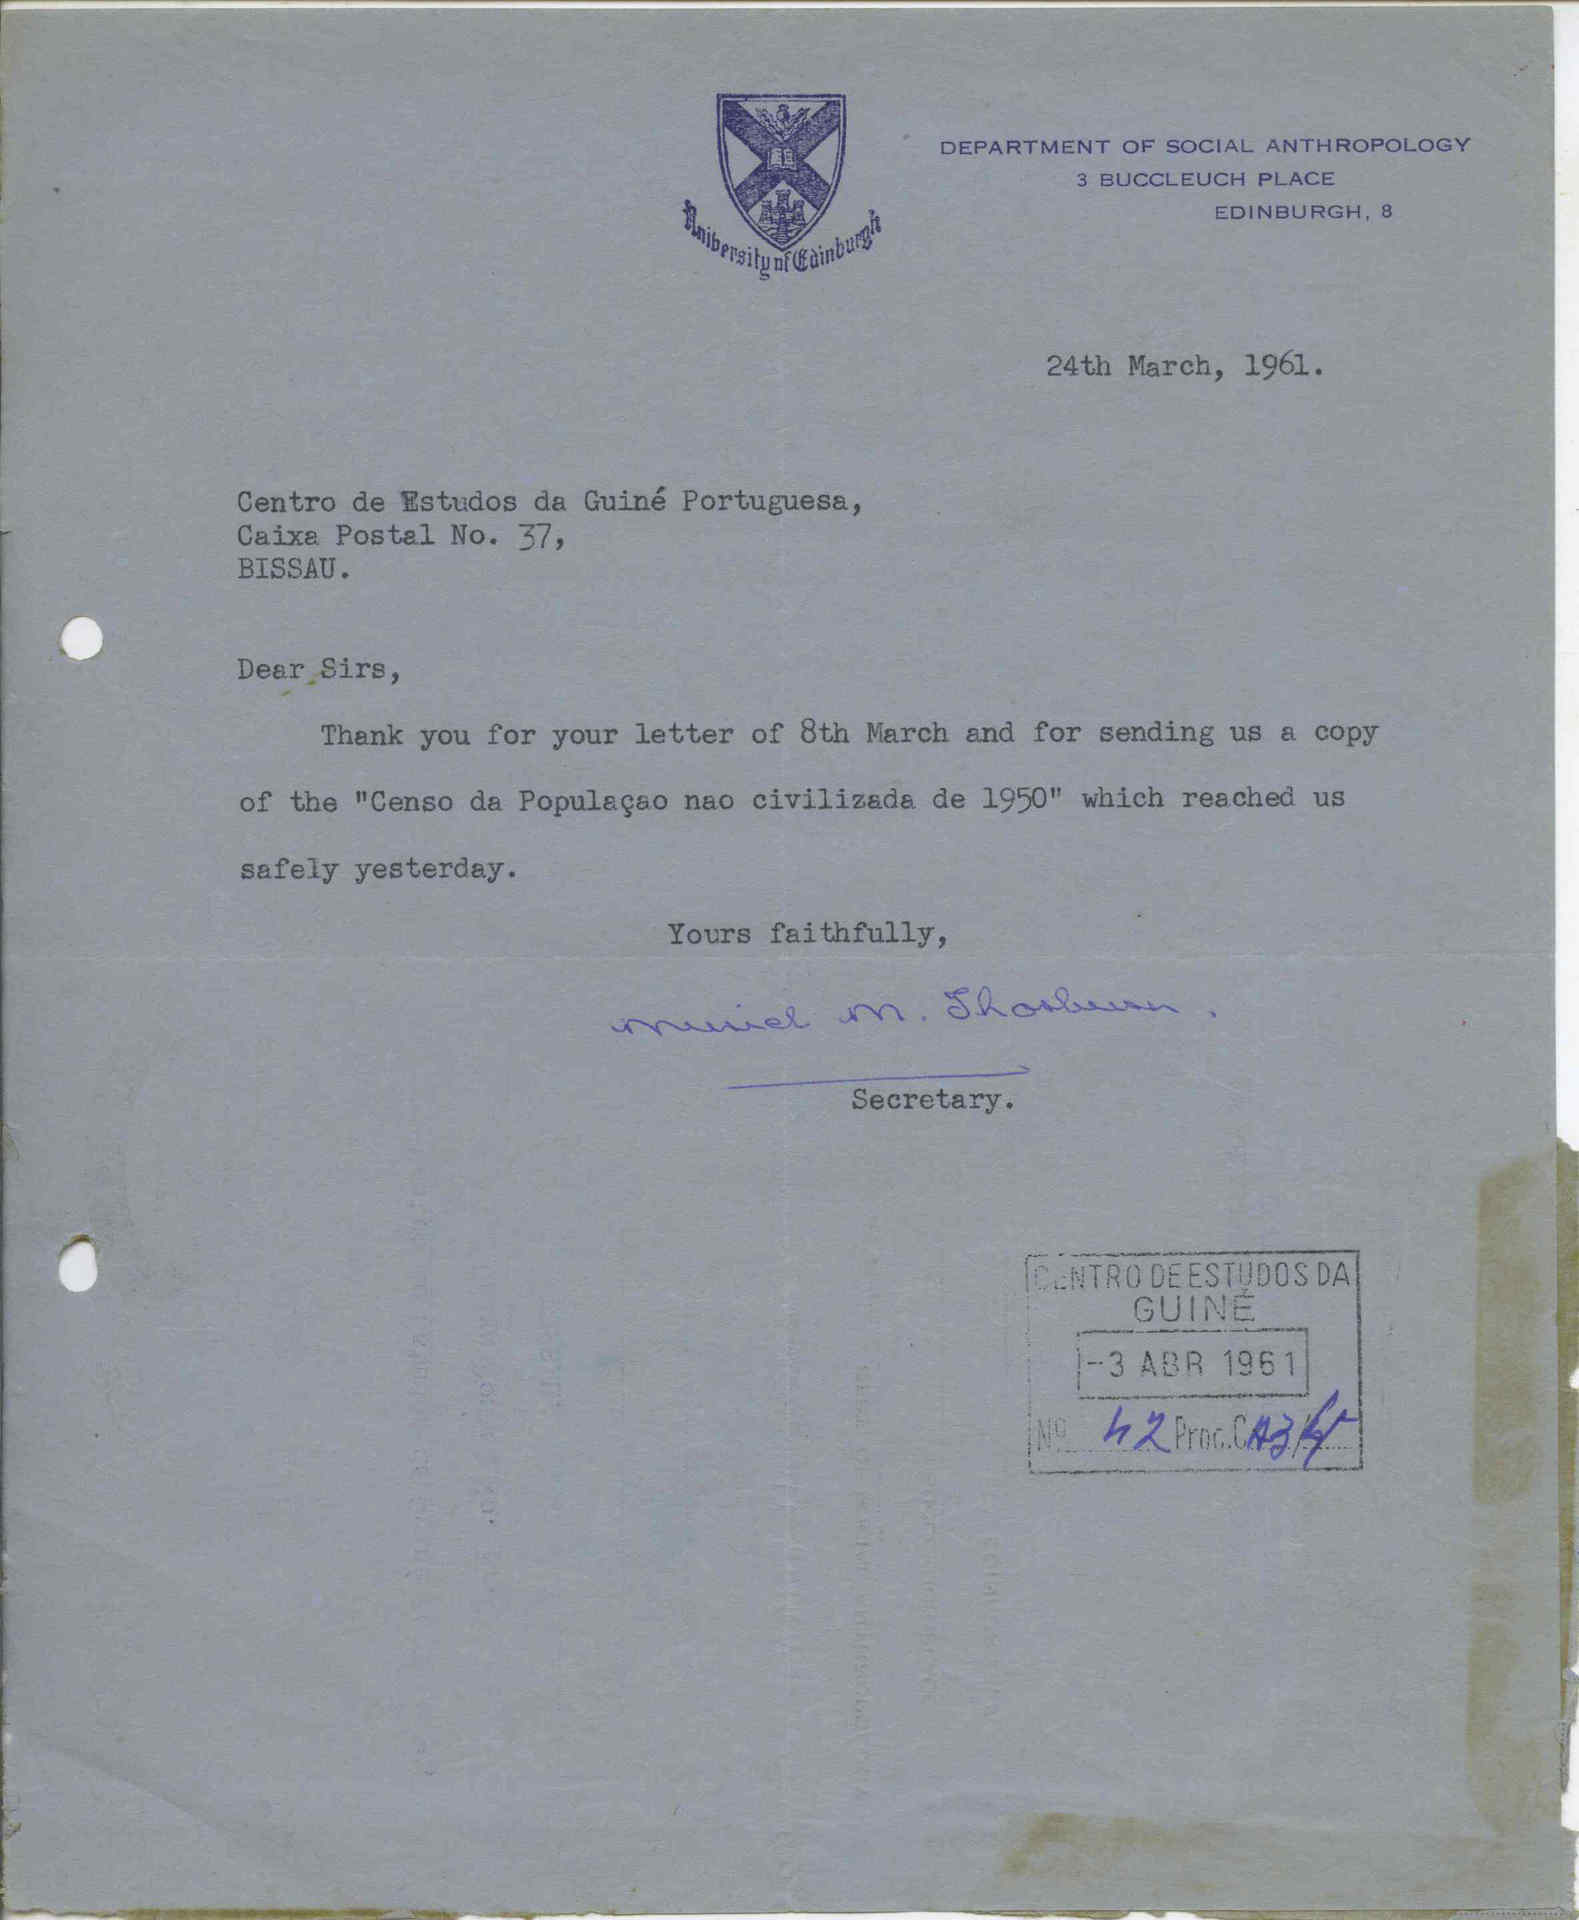 University of Edinburgh
DEPARTMENT OF SOCIAL ANTHROPOLOGY
3 BUCCLEUCH PLACE
EDINBURGH, 8
24th March, 1961.
Centro de Estudos da Guiné Portuguesa,
Caixa Postal No. 37,
BISSAU.
Dear Sirs,
Thank you for your letter of 8th March and for sending us a copy
of the "Censo da Populaçao nao civilizada de 1950" which reached us
safely yesterday.
Yours faithfully,
Muriel M. Thorburn.
Secretary.
CENTRO DE ESTUDOS DA
GUINÉ
-3 ABR 1961
Nº 42 Proc. C